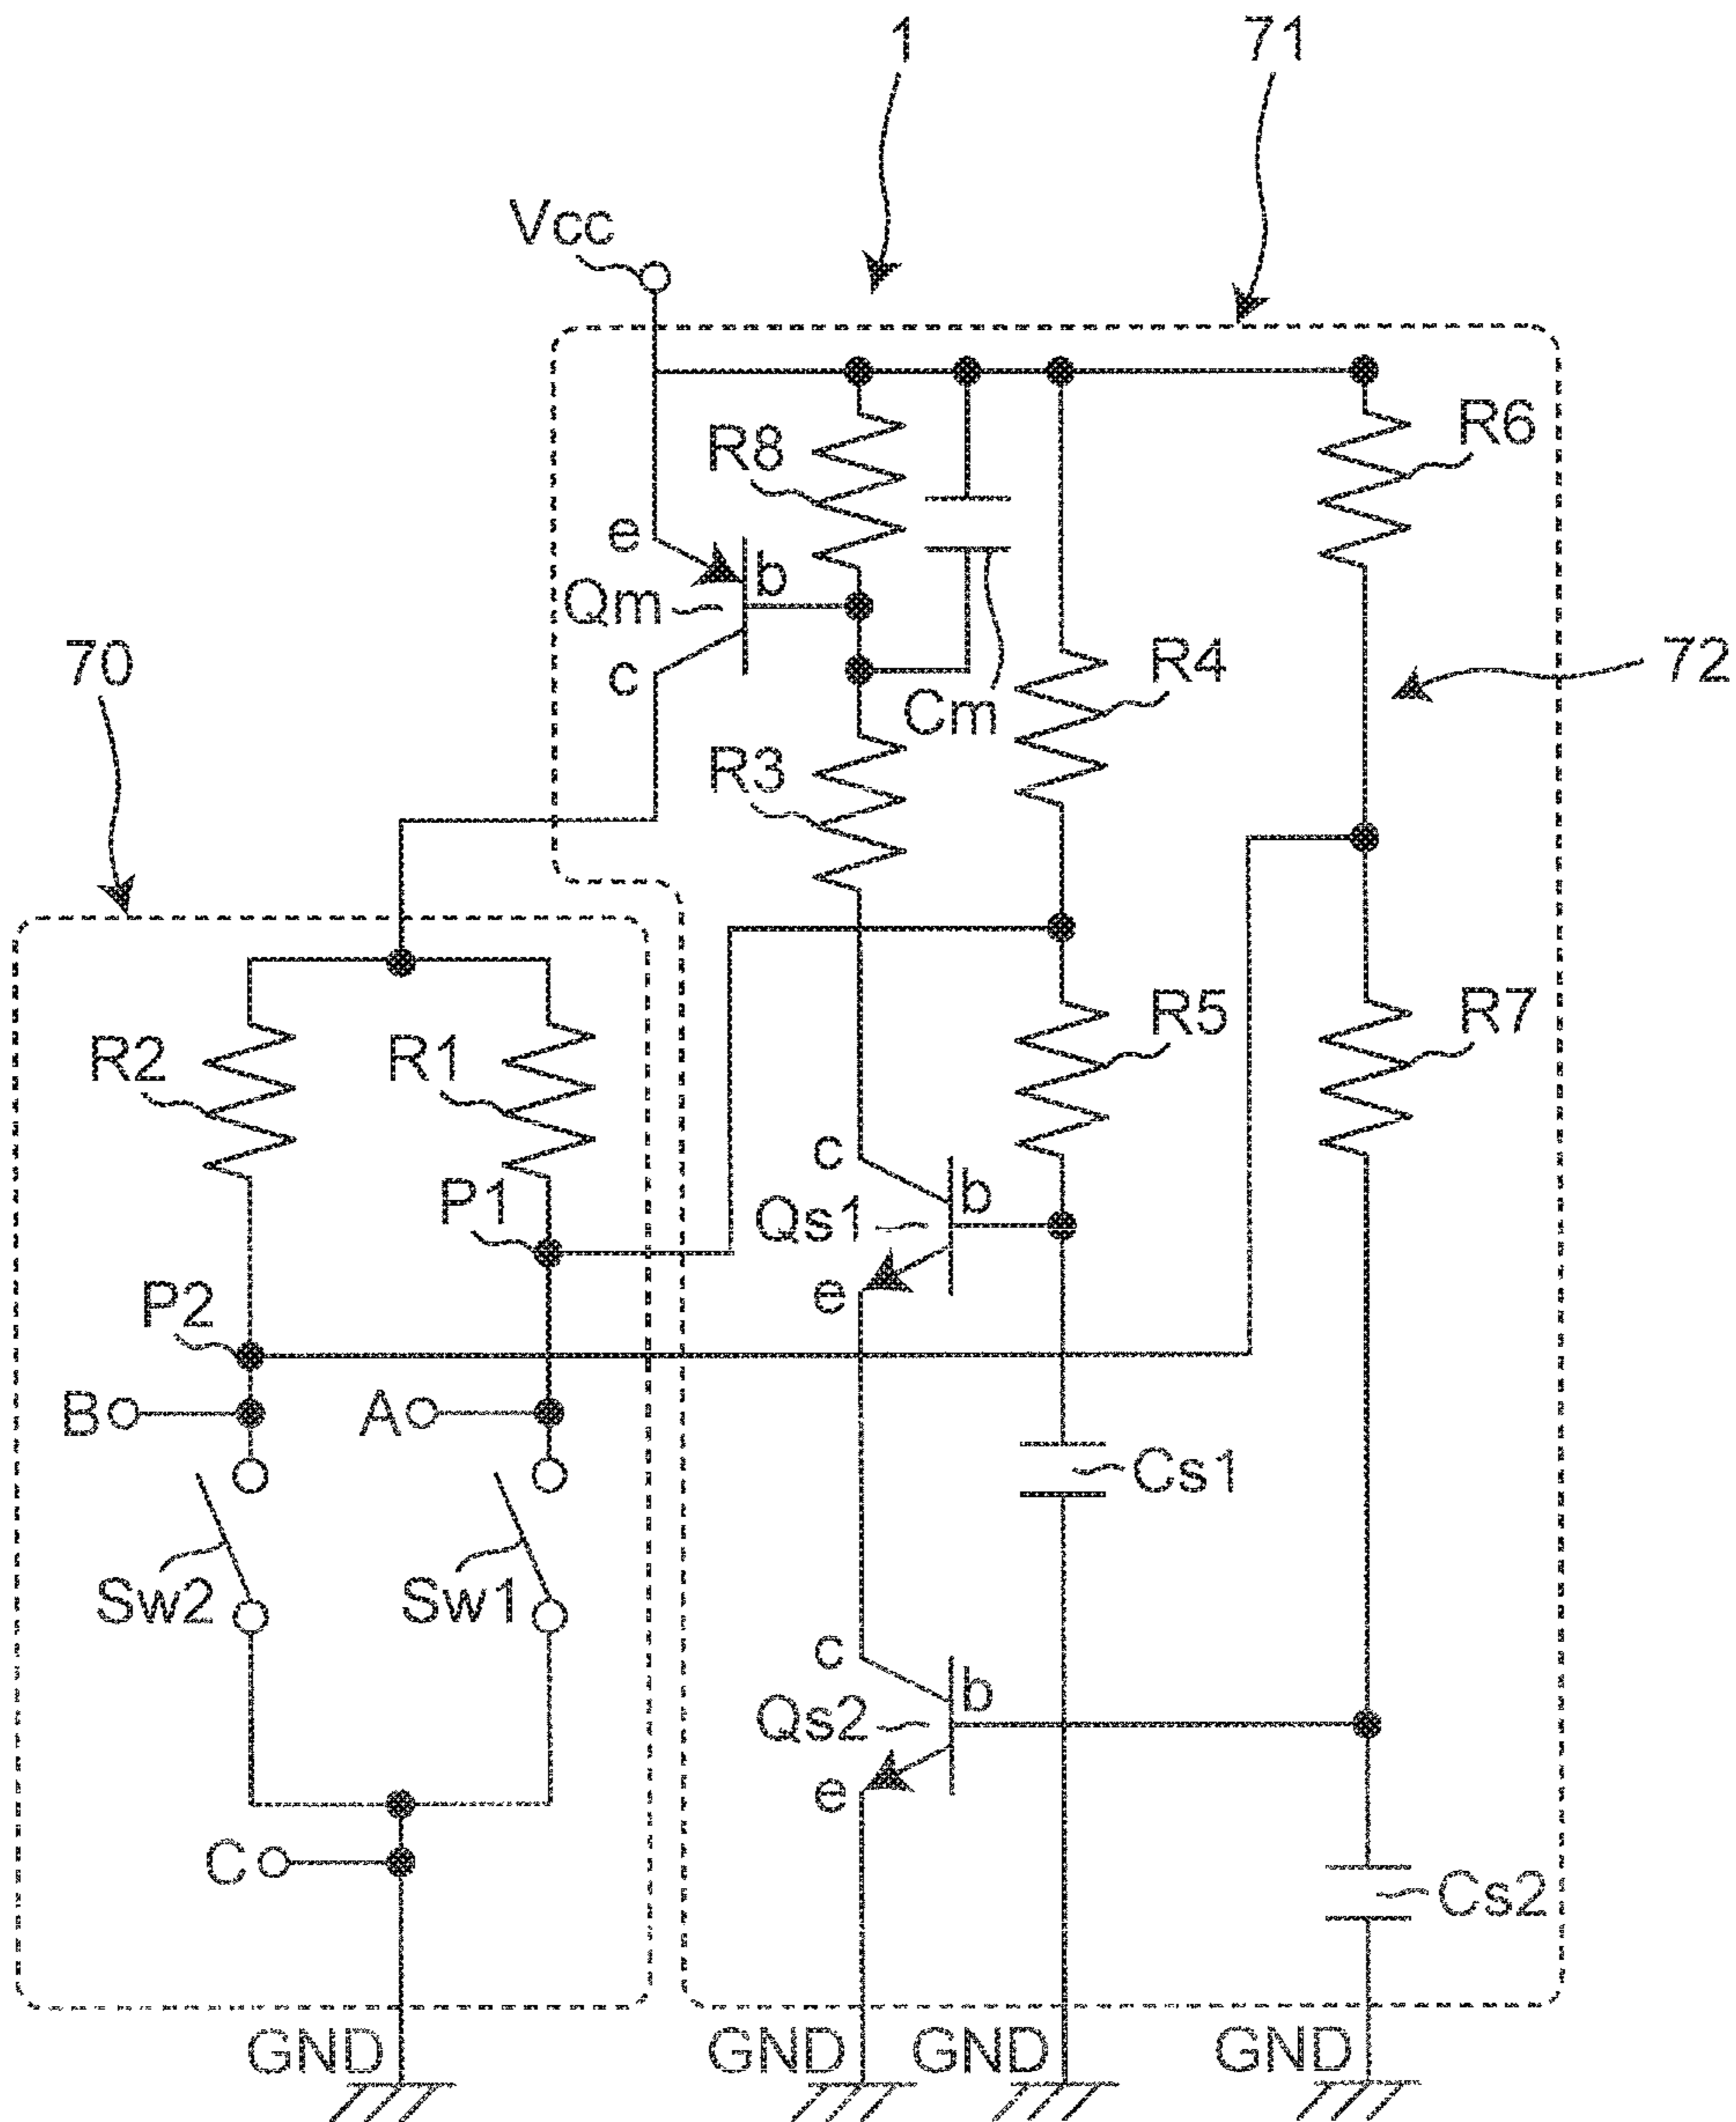 1
71
Vcc
R6
R8
e
b
Qm
70
R4
72
c
Cm
R3
R5
R7
R2
R1
c
P1
b
Qs1
e
P2
B
A
Cs1
Sw2
Sw1
c
b
Qs2
e
C
Cs2
GND
GND
GND
GND